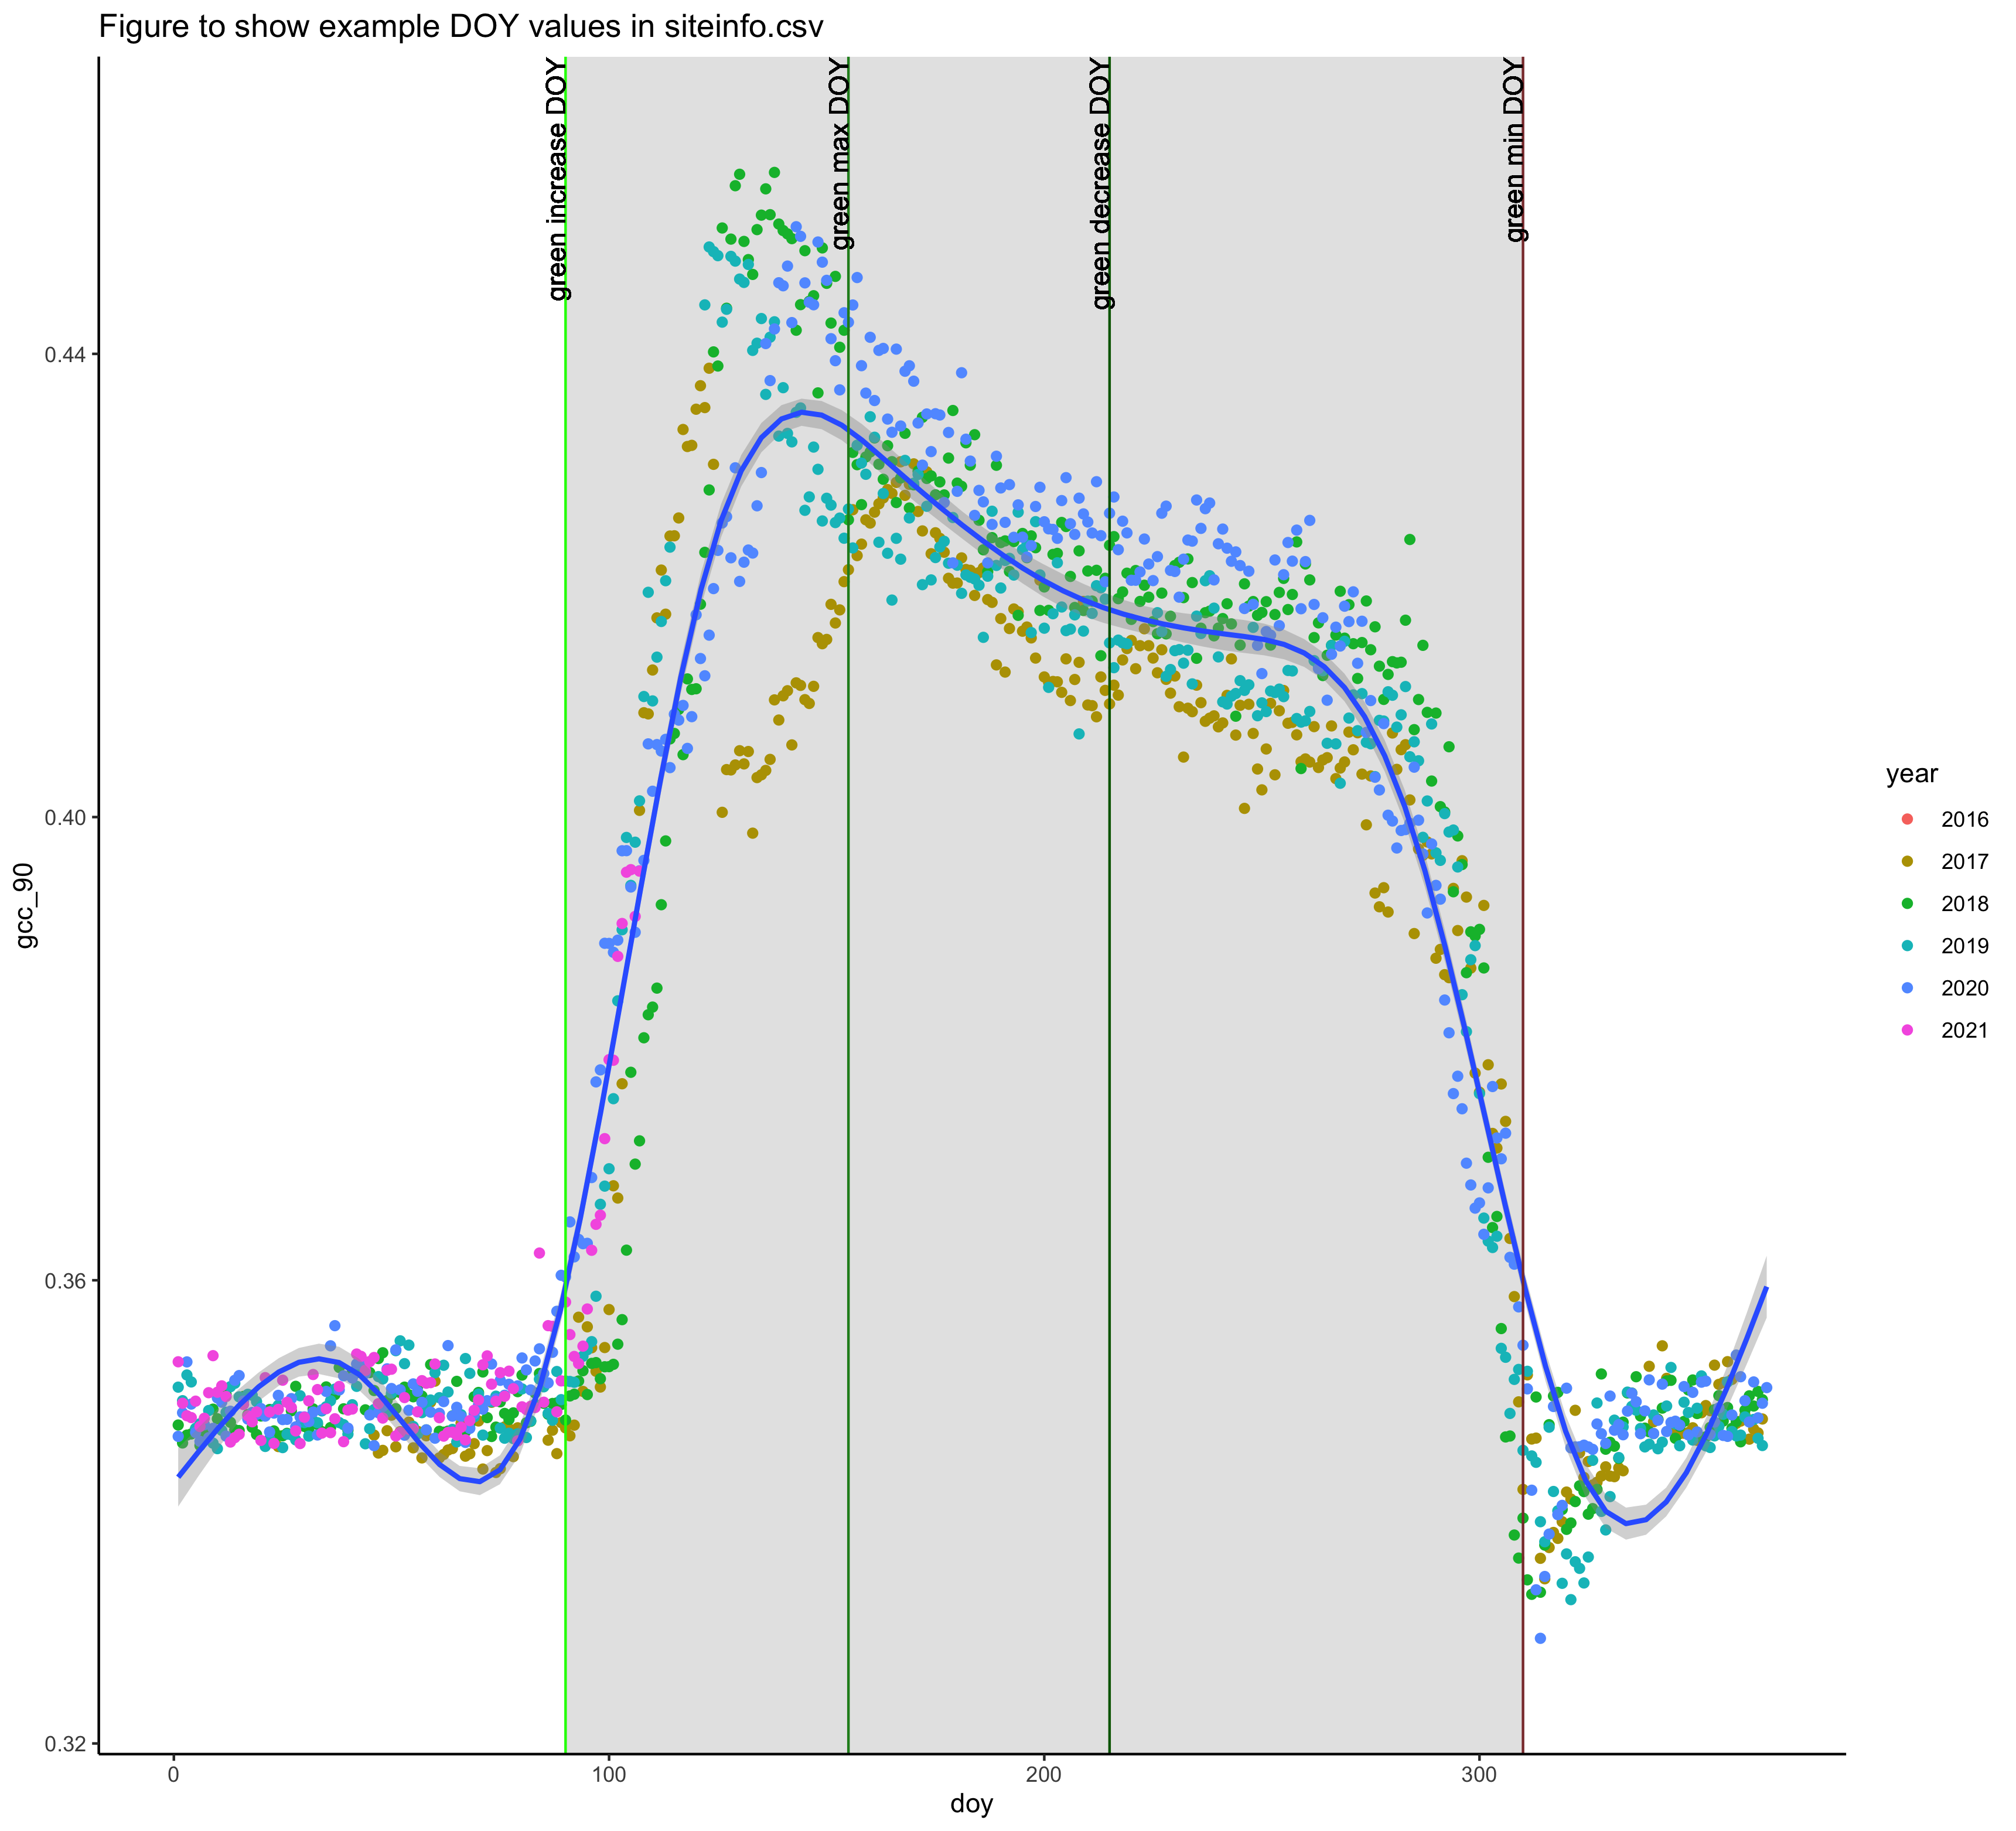 Figure to show example DOY values in siteinfo.csv
green increase DOY
green max DOY
green decrease DOY
green min DOY
gcc_90
0.44
0.40
0.36
0.32
0
100
200
300
doy
year
2016
2017
2018
2019
2020
2021